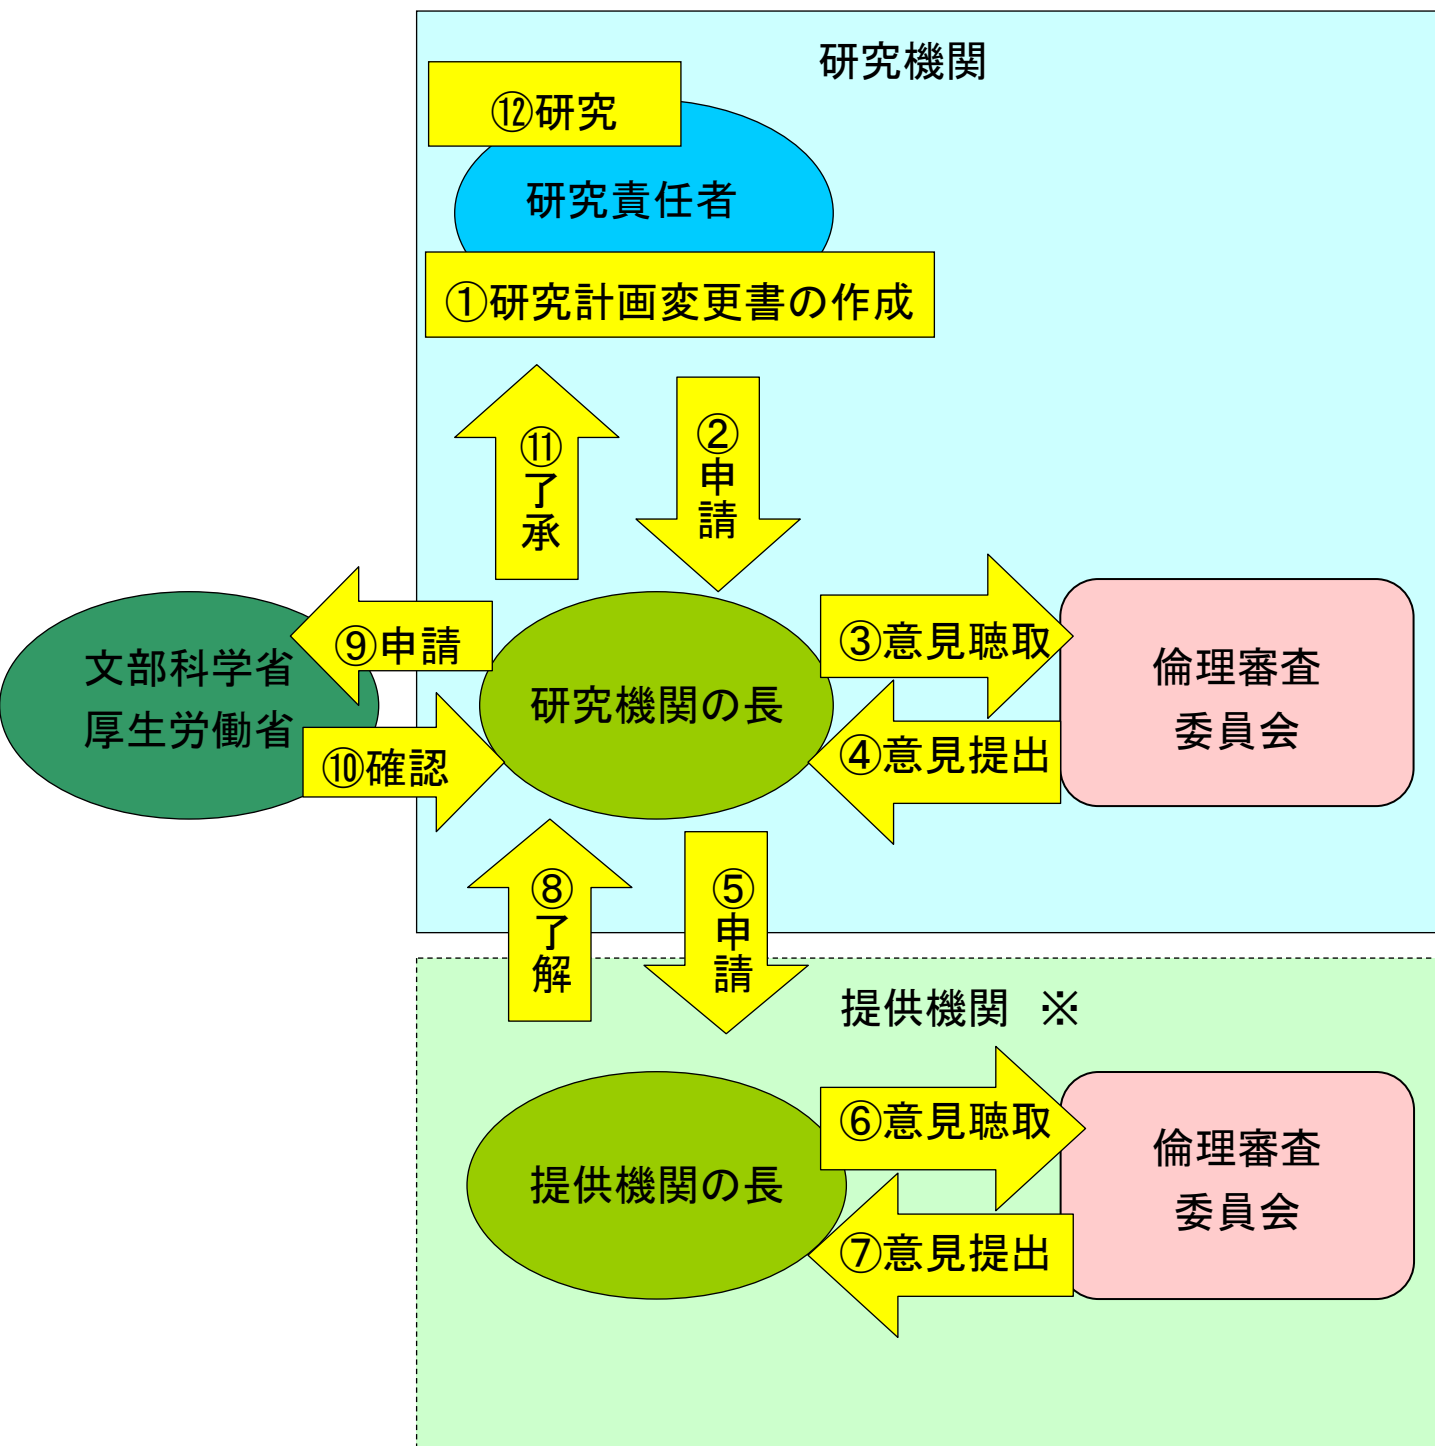 研究機関
⑫研究
研究責任者
①研究計画変更書の作成
⑪了承
②申請
⑨申請
③意見聴取
文部科学省
厚生労働省
研究機関の長
倫理審査
委員会
⑩確認
④意見提出
⑧了解
⑤申請
提供機関 ※
⑥意見聴取
提供機関の長
倫理審査
委員会
⑦意見提出